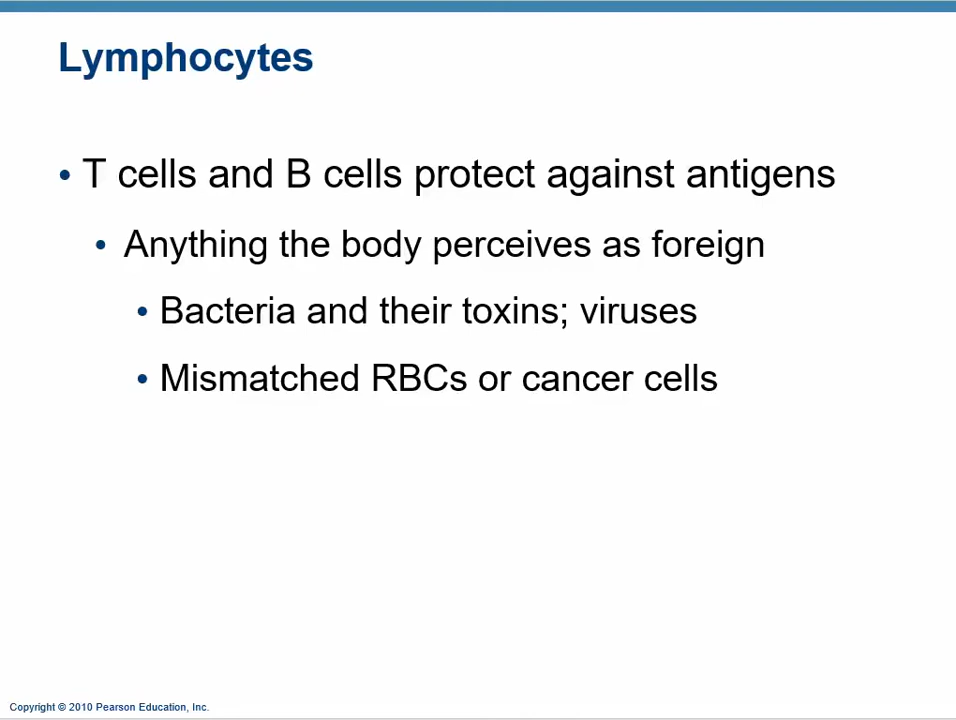 Lymphocytes
• T cells and B cells protect against antigens
• Anything the body perceives as foreign
• Bacteria and their toxins; viruses
• Mismatched RBCs or cancer cells
Copyright © 2010 Pearson Education, Inc.